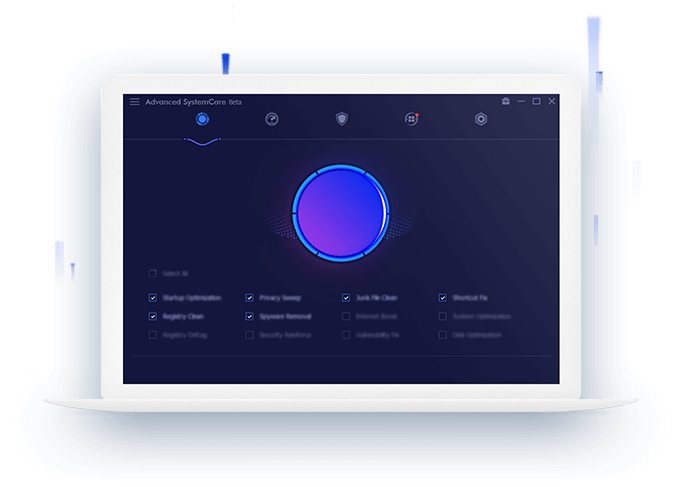 Advanced SystemCare Beta
Select All
Startup Optimization Privacy Sweep Junk File Clean Shortcut Fix
Registry Clean Spyware Removal Internet Boost System Optimization
Registry Defrag Security Reinforce Vulnerability Fix Disk Optimization